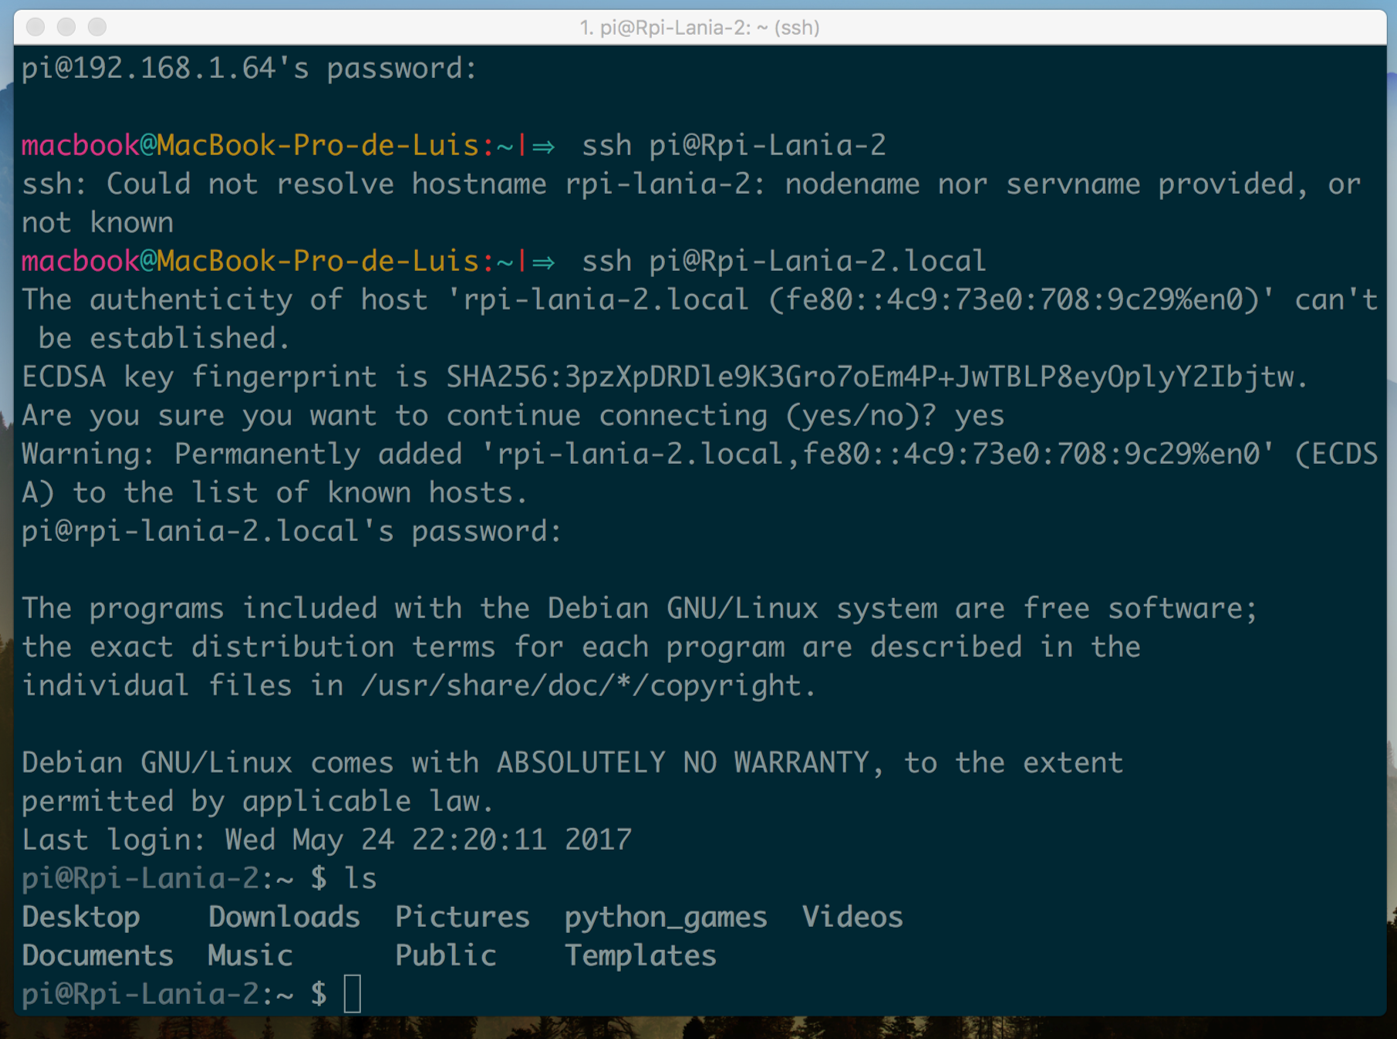 1. pi@Rpi-Lania-2: ~ (ssh)
pi@192.168.1.64's password:
macbook@MacBook-Pro-de-Luis:~|⇒  ssh pi@Rpi-Lania-2
ssh: Could not resolve hostname rpi-lania-2: nodename nor servname provided, or
not known
macbook@MacBook-Pro-de-Luis:~|⇒  ssh pi@Rpi-Lania-2.local
The authenticity of host 'rpi-lania-2.local (fe80::4c9:73e0:708:9c29%en0)' can't
 be established.
ECDSA key fingerprint is SHA256:3pzXpDRDle9K3Gro7oEm4P+JwTBLP8eyOplyY2Ibjtw.
Are you sure you want to continue connecting (yes/no)? yes
Warning: Permanently added 'rpi-lania-2.local,fe80::4c9:73e0:708:9c29%en0' (ECDS
A) to the list of known hosts.
pi@rpi-lania-2.local's password:
The programs included with the Debian GNU/Linux system are free software;
the exact distribution terms for each program are described in the
individual files in /usr/share/doc/*/copyright.
Debian GNU/Linux comes with ABSOLUTELY NO WARRANTY, to the extent
permitted by applicable law.
Last login: Wed May 24 22:20:11 2017
pi@Rpi-Lania-2:~ $ ls
Desktop    Downloads  Pictures  python_games  Videos
Documents  Music      Public    Templates
pi@Rpi-Lania-2:~ $